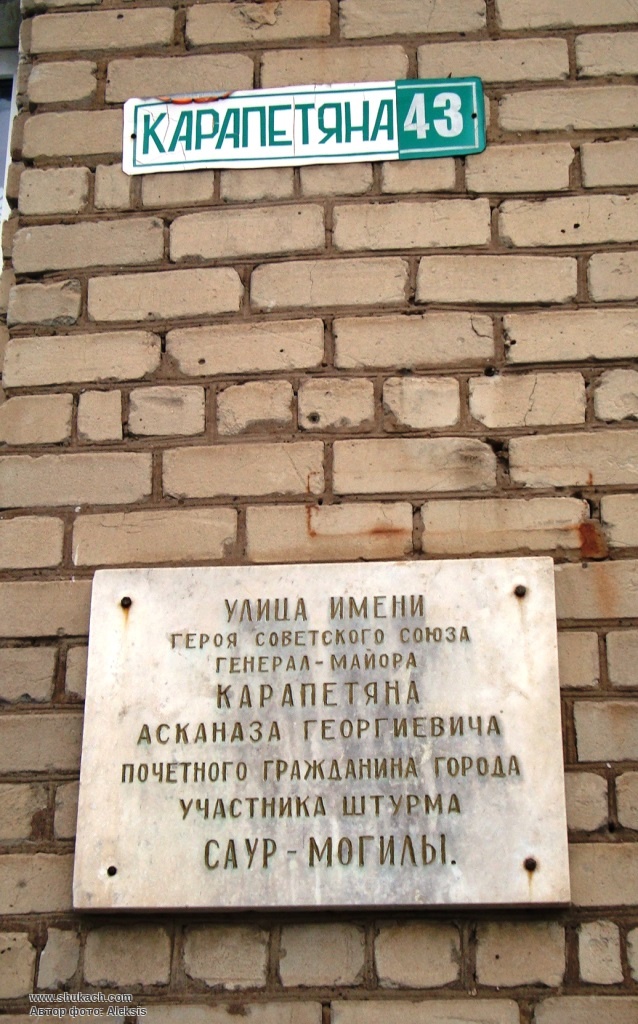 КАРАПЕТЯНА 43
УЛИЦА ИМЕНИ
ГЕРОЯ СОВЕТСКОГО СОЮЗА
ГЕНЕРАЛ-МАЙОРА
КАРАПЕТЯНА
АСКАНАЗА ГЕОРГИЕВИЧА
ПОЧЕТНОГО ГРАЖДАНИНА ГОРОДА
УЧАСТНИКА ШТУРМА
САУР-МОГИЛЫ.
www.shukach.com
Автор фото: Aleksis